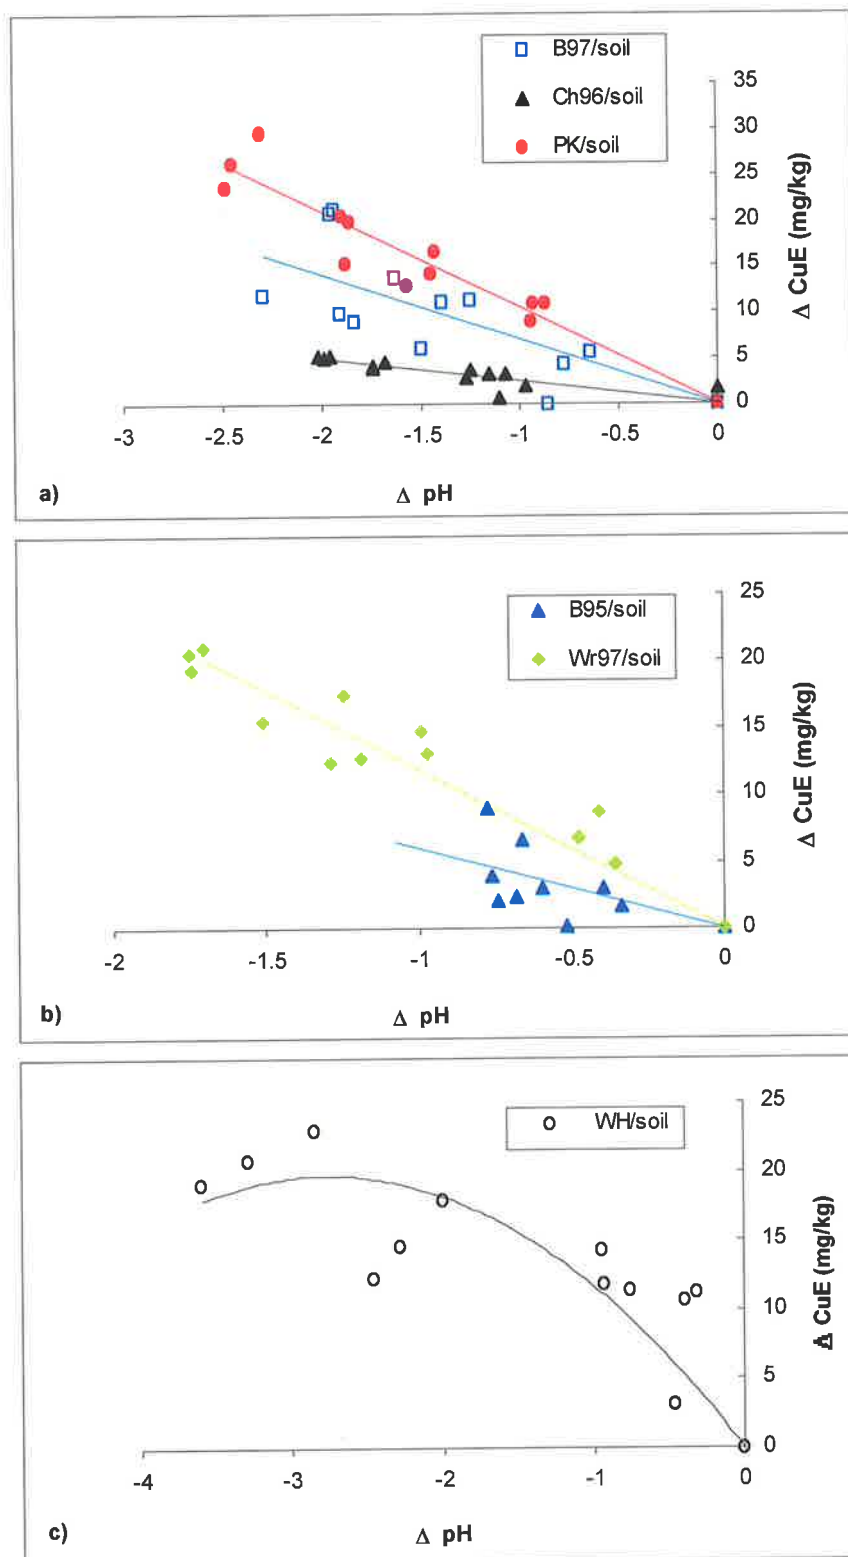 B97/soil
Ch96/soil
PK/soil
35
30
25
20
15
10
5
0
Δ CuE (mg/kg)
-3 -2.5 -2 -1.5 -1 -0.5 0
a)
Δ pH
B95/soil
Wr97/soil
25
20
15
10
5
0
Δ CuE (mg/kg)
-2 -1.5 -1 -0.5 0
b)
Δ pH
WH/soil
25
20
15
10
5
0
Δ CuE (mg/kg)
-4 -3 -2 -1 0
c)
Δ pH